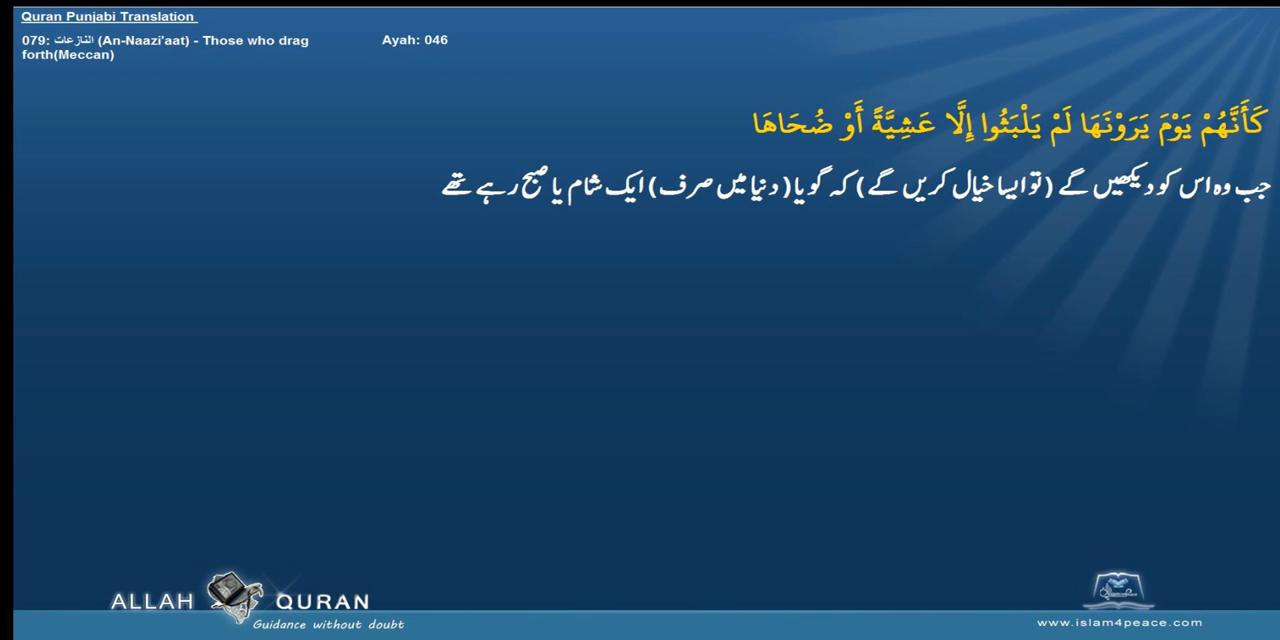 Quran Punjabi Translation
079: النازعات (An-Naazi'aat) - Those who drag forth(Meccan)
Ayah: 046
كَأَنَّهُمْ يَوْمَ يَرَوْنَهَا لَمْ يَلْبَثُوا إِلَّا عَشِيَّةً أَوْ ضُحَاهَا
جب وہ اس کو دیکھیں گے (تو ایسا خیال کریں گے) کہ گویا (دنیا میں صرف) ایک شام یا صبح رہے تھے
ALLAH QURAN
Guidance without doubt
www.islam4peace.com